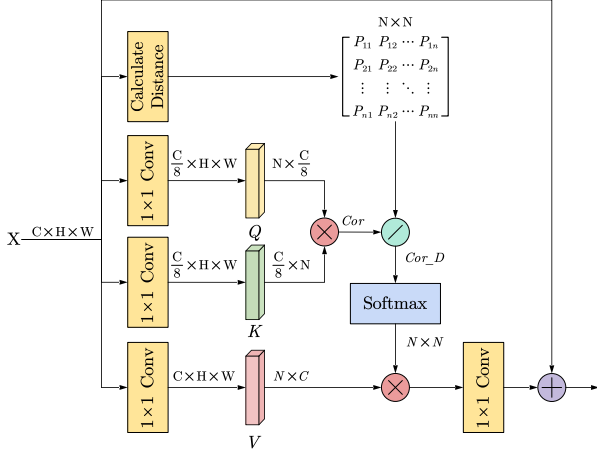 N×N
P11 P12 ⋯ P1n
P21 P22 ⋯ P2n
⋮ ⋮ ⋱ ⋮
Pn1 Pn2 ⋯ Pnn
Calculate
Distance
1×1 Conv
C/8 ×H×W
Q
N× C/8
X
C×H×W
×
Cor
∕
Cor_D
1×1 Conv
C/8 ×H×W
K
C/8 ×N
Softmax
N×N
1×1 Conv
C×H×W
V
N×C
×
1×1 Conv
+